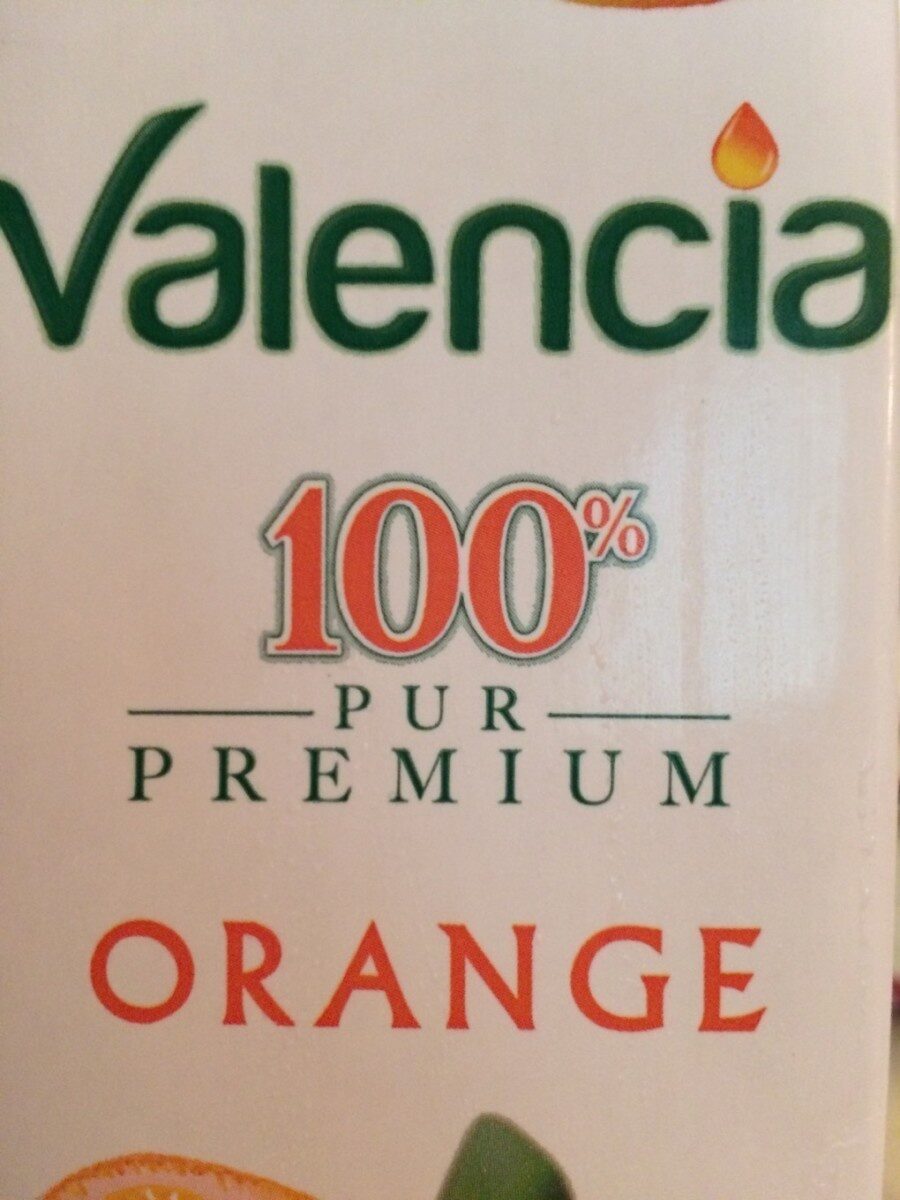 Valencia
100%
PUR
PREMIUM
ORANGE